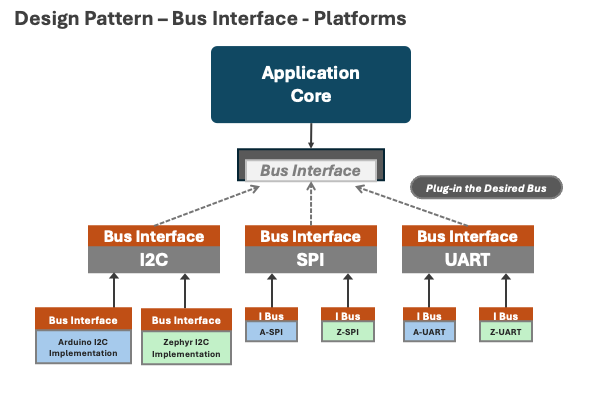 Design Pattern – Bus Interface - Platforms
Application
Core
Bus Interface
Plug-in the Desired Bus
Bus Interface
I2C
Bus Interface
SPI
Bus Interface
UART
Bus Interface
Arduino I2C
Implementation
Bus Interface
Zephyr I2C
Implementation
I Bus
A-SPI
I Bus
Z-SPI
I Bus
A-UART
I Bus
Z-UART